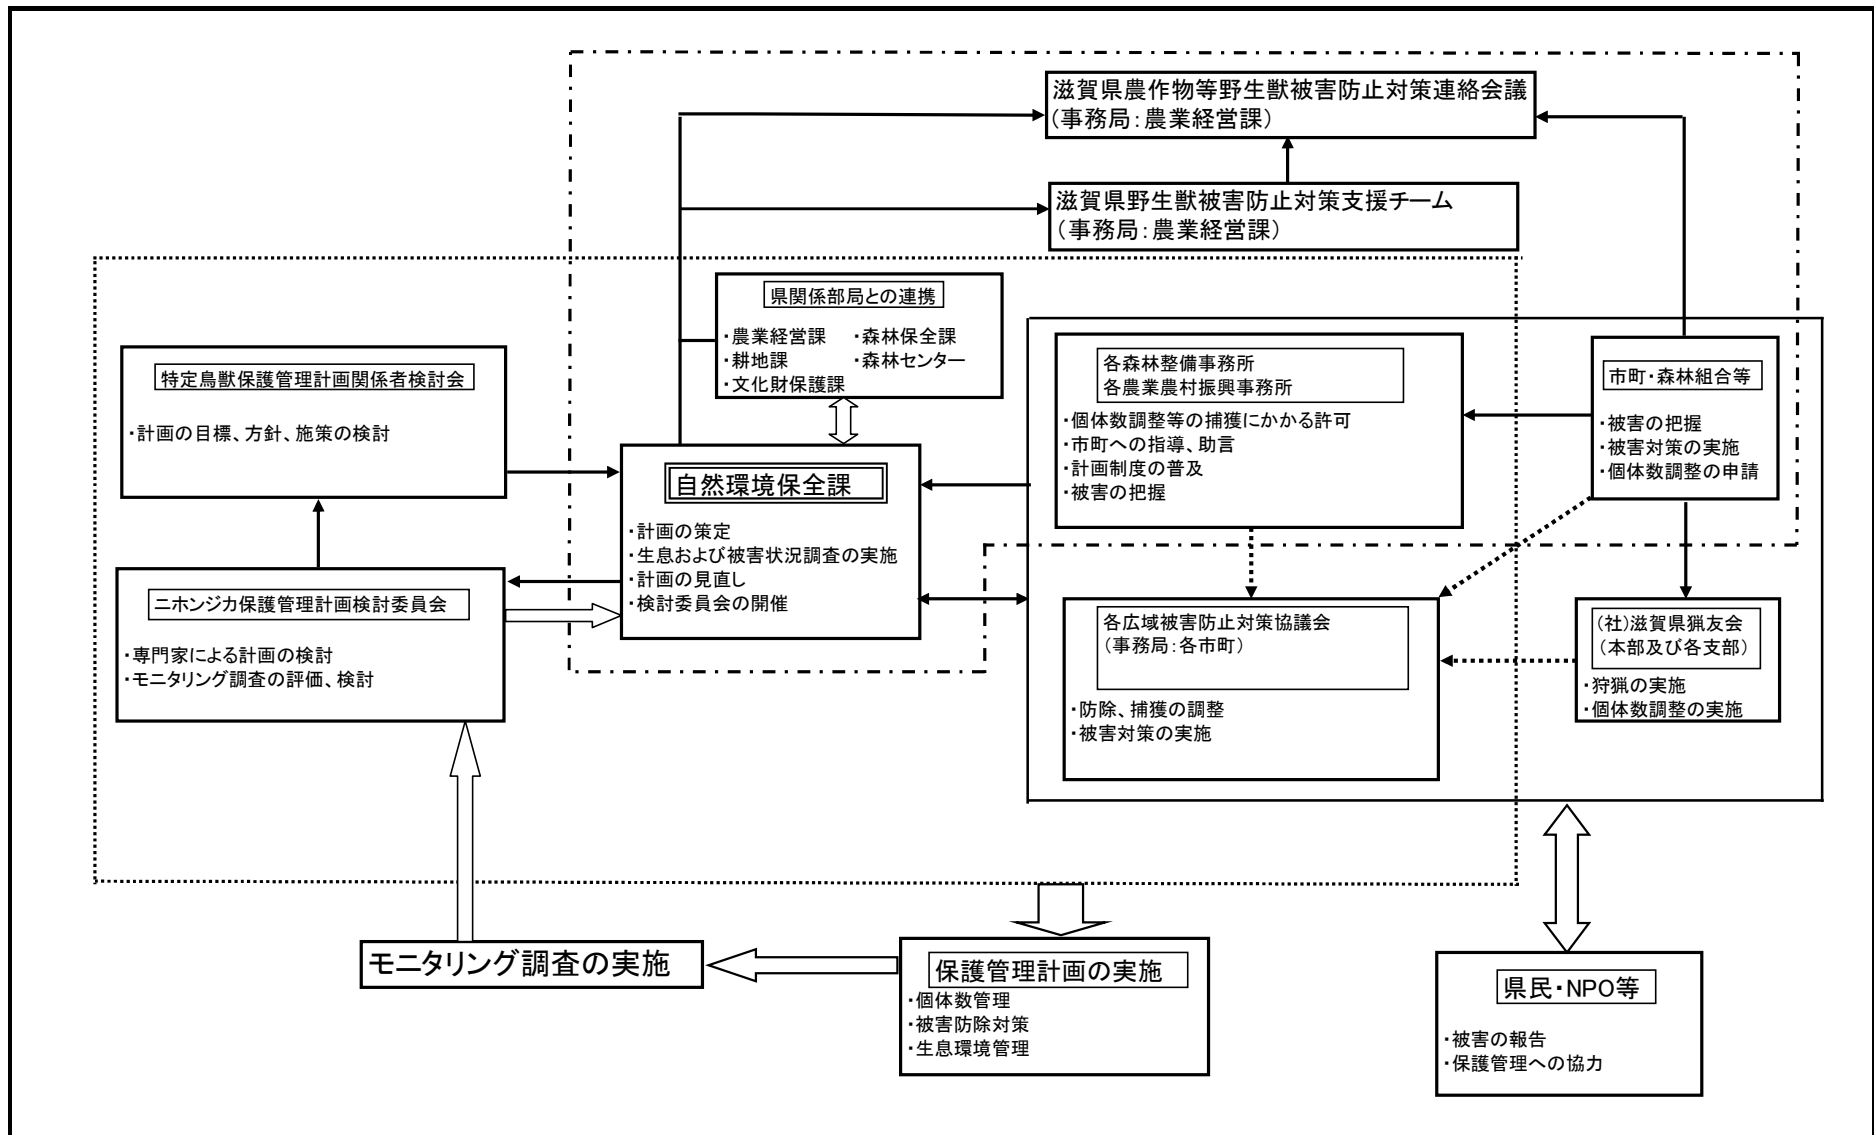 滋賀県農作物等野生獣被害防止対策連絡会議
(事務局:農業経営課)
滋賀県野生獣被害防止対策支援チーム
(事務局:農業経営課)
県関係部局との連携
・農業経営課 ・森林保全課
・耕地課 ・森林センター
・文化財保護課
特定鳥獣保護管理計画関係者検討会
・計画の目標、方針、施策の検討
自然環境保全課
・計画の策定
・生息および被害状況調査の実施
・計画の見直し
・検討委員会の開催
ニホンジカ保護管理計画検討委員会
・専門家による計画の検討
・モニタリング調査の評価、検討
各森林整備事務所
各農業農村振興事務所
・個体数調整等の捕獲にかかる許可
・市町への指導、助言
・計画制度の普及
・被害の把握
市町・森林組合等
・被害の把握
・被害対策の実施
・個体数調整の申請
各広域被害防止対策協議会
(事務局:各市町)
・防除、捕獲の調整
・被害対策の実施
(社)滋賀県猟友会
(本部及び各支部)
・狩猟の実施
・個体数調整の実施
モニタリング調査の実施
保護管理計画の実施
・個体数管理
・被害防除対策
・生息環境管理
県民・NPO等
・被害の報告
・保護管理への協力